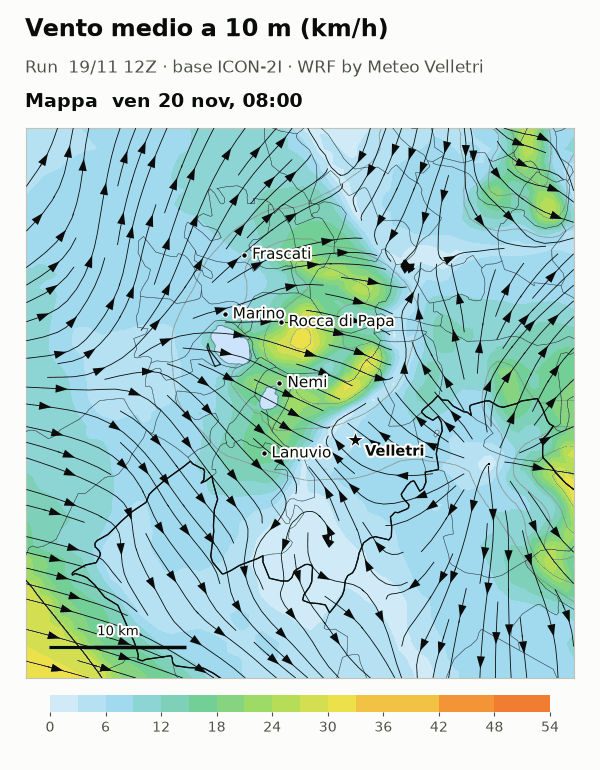 Vento medio a 10 m (km/h)
Run  19/11 12Z · base ICON-2I · WRF by Meteo Velletri
Mappa  ven 20 nov, 08:00
Frascati
Marino
Rocca di Papa
Nemi
Velletri
Lanuvio
10 km
0 6 12 18 24 30 36 42 48 54